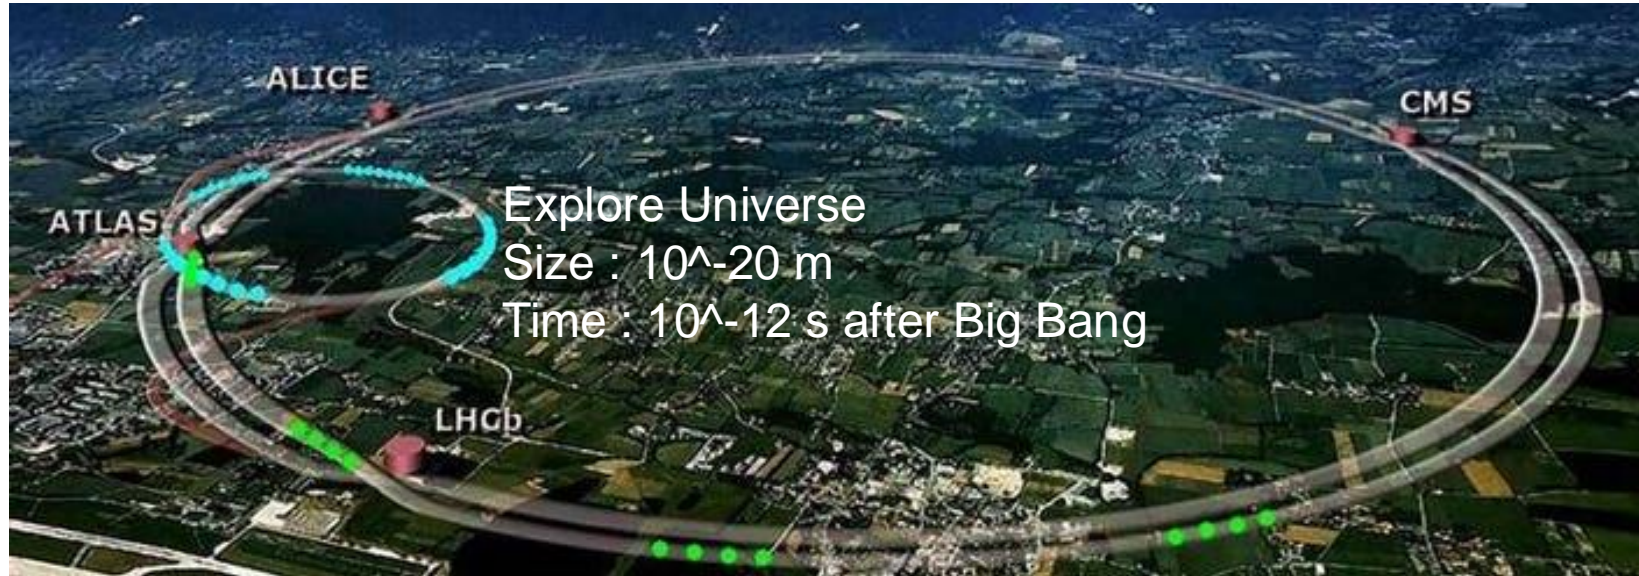 ALICE
CMS
ATLAS
Explore Universe
Size : 10^-20 m
Time : 10^-12 s after Big Bang
LHCb